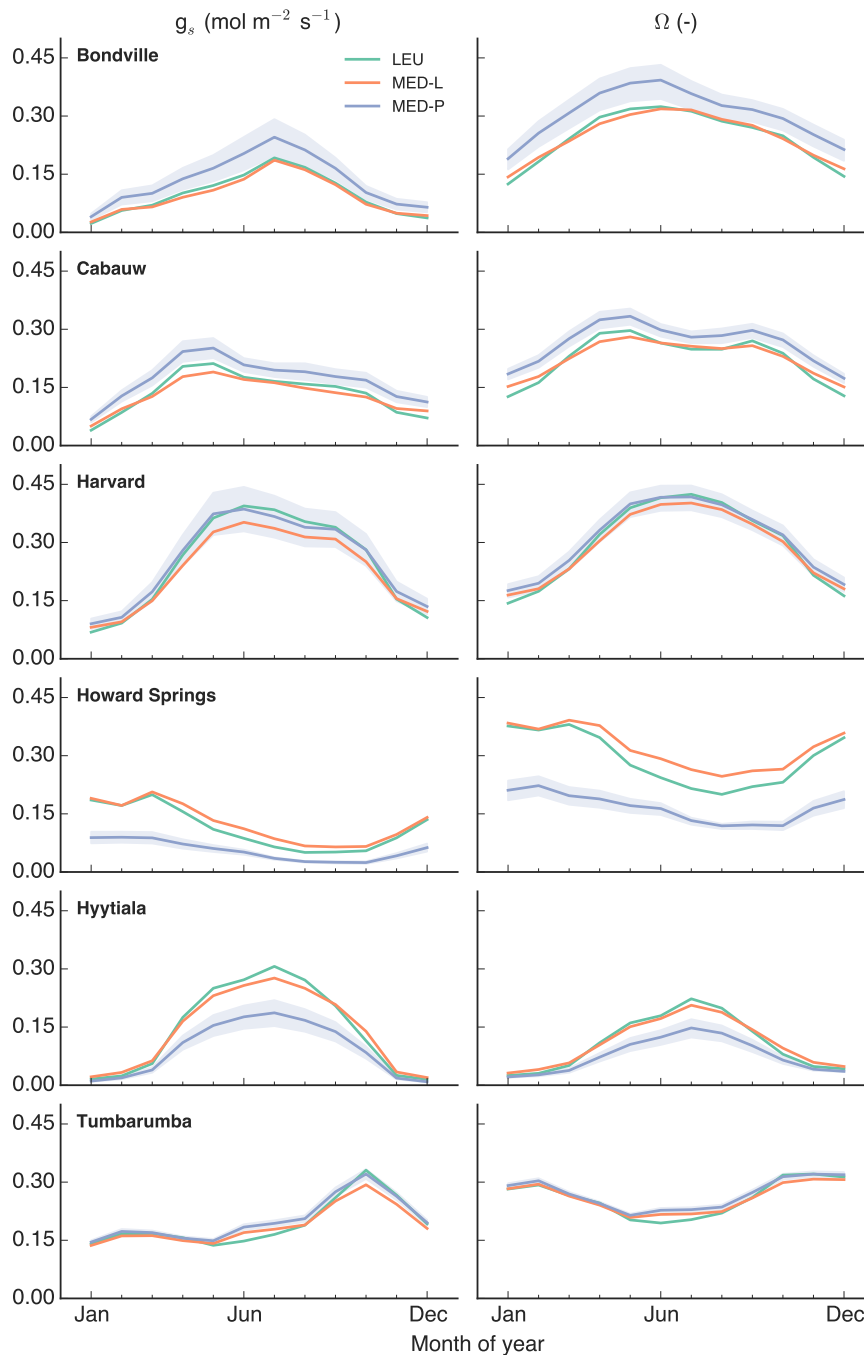 g_s (mol m⁻² s⁻¹)
Ω (-)
Bondville
LEU
MED-L
MED-P
0.45
0.30
0.15
0.00
Cabauw
0.45
0.30
0.15
0.00
Harvard
0.45
0.30
0.15
0.00
Howard Springs
0.45
0.30
0.15
0.00
Hyytiala
0.45
0.30
0.15
0.00
Tumbarumba
0.45
0.30
0.15
0.00
Jan Jun Dec Jan Jun Dec
Month of year